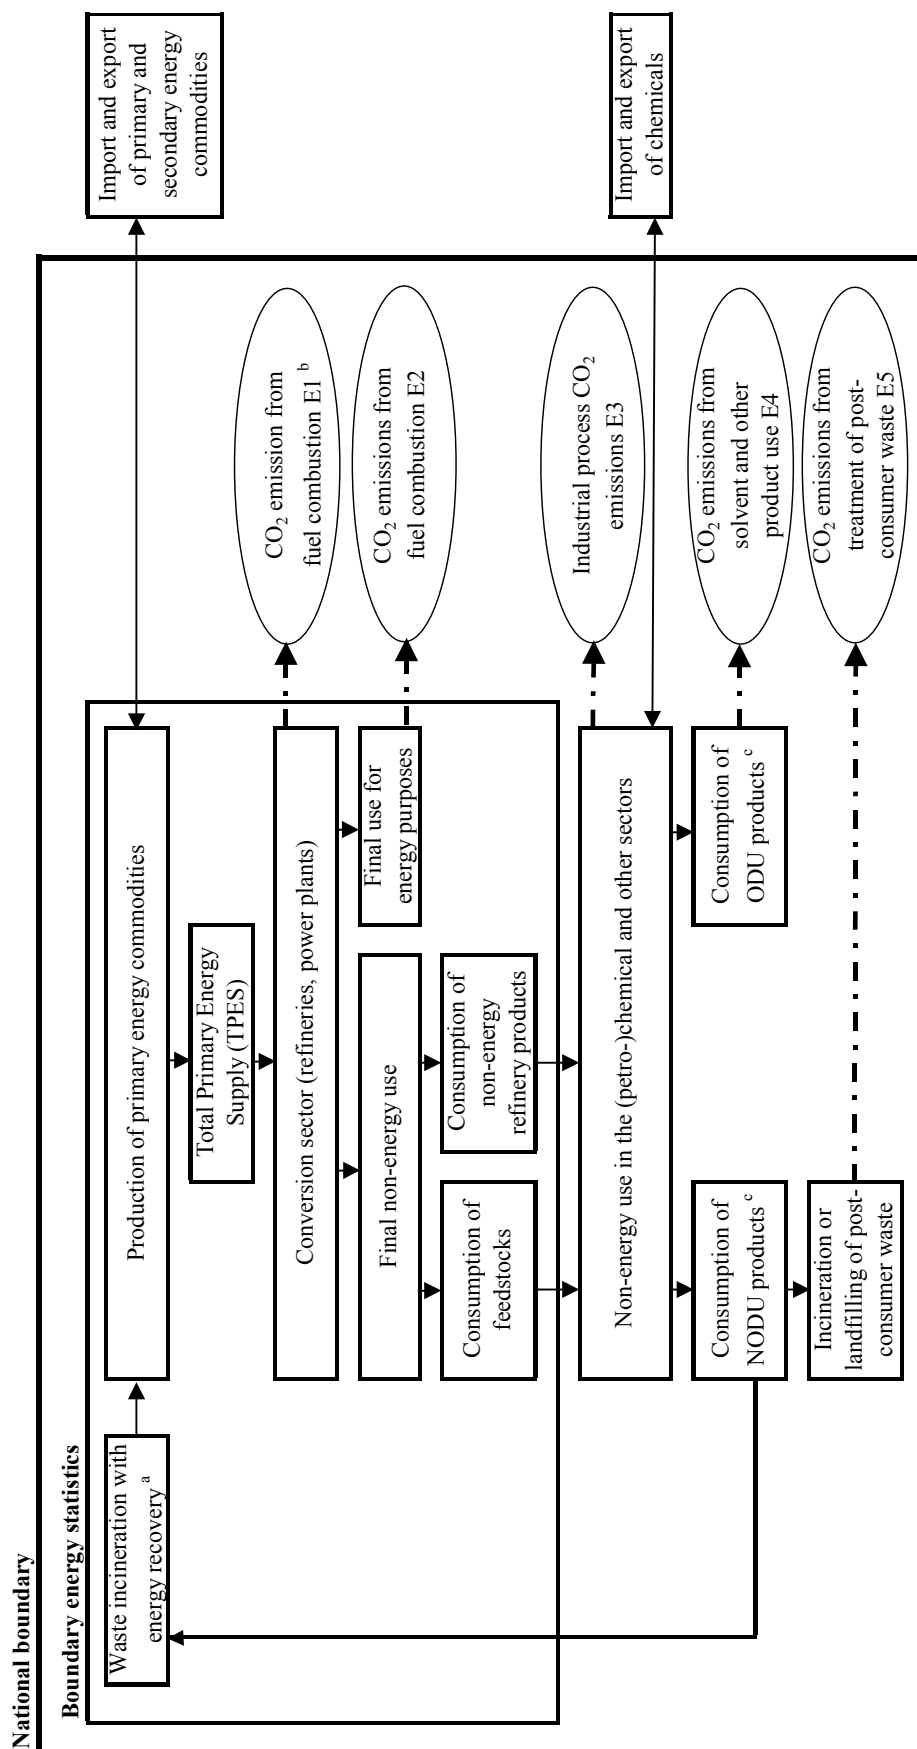 National boundary
Boundary energy statistics
Waste incineration with
energy recovery a
Production of primary energy commodities
Import and export
of primary and
secondary energy
commodities
Total Primary Energy
Supply (TPES)
Conversion sector (refineries, power plants)
CO2 emission from
fuel combustion E1 b
Final non-energy use
Final use for
energy purposes
CO2 emissions from
fuel combustion E2
Consumption of
feedstocks
Consumption of
non-energy
refinery products
Non-energy use in the (petro-)chemical and other sectors
Industrial process CO2
emissions E3
Import and export
of chemicals
Consumption of
NODU products c
Consumption of
ODU products c
CO2 emissions from
solvent and other
product use E4
Incineration or
landfilling of post-
consumer waste
CO2 emissions from
treatment of post-
consumer waste E5